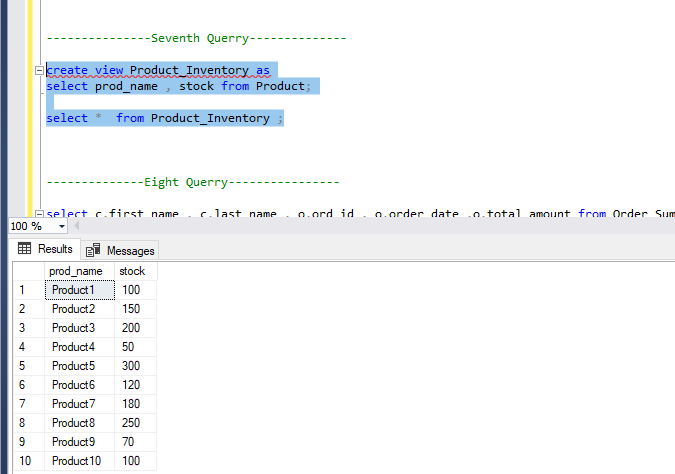 --------------Seventh Querry-------------
create view Product_Inventory as
select prod_name , stock from Product;
select * from Product_Inventory ;
--------------Eight Querry---------------
select c.first_name , c.last_name , o.ord_id , o.order_date ,o.total_amount from Order_Sum
100 %
Results Messages
prod_name stock
1 Product1 100
2 Product2 150
3 Product3 200
4 Product4 50
5 Product5 300
6 Product6 120
7 Product7 180
8 Product8 250
9 Product9 70
10 Product10 100